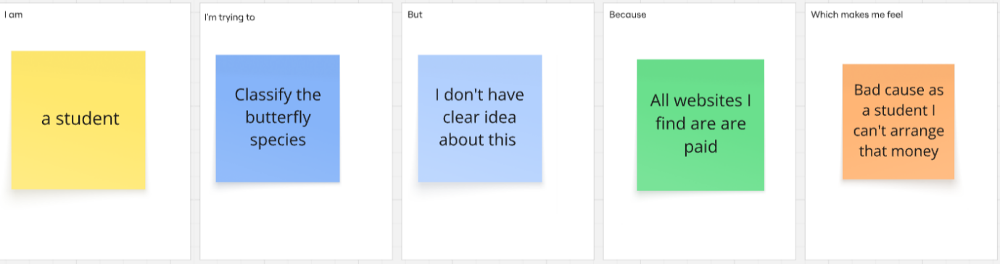 I am
a student
I'm trying to
Classify the
butterfly
species
But
I don't have
clear idea
about this
Because
All websites I
find are are
paid
Which makes me feel
Bad cause as
a student I
can't arrange
that money